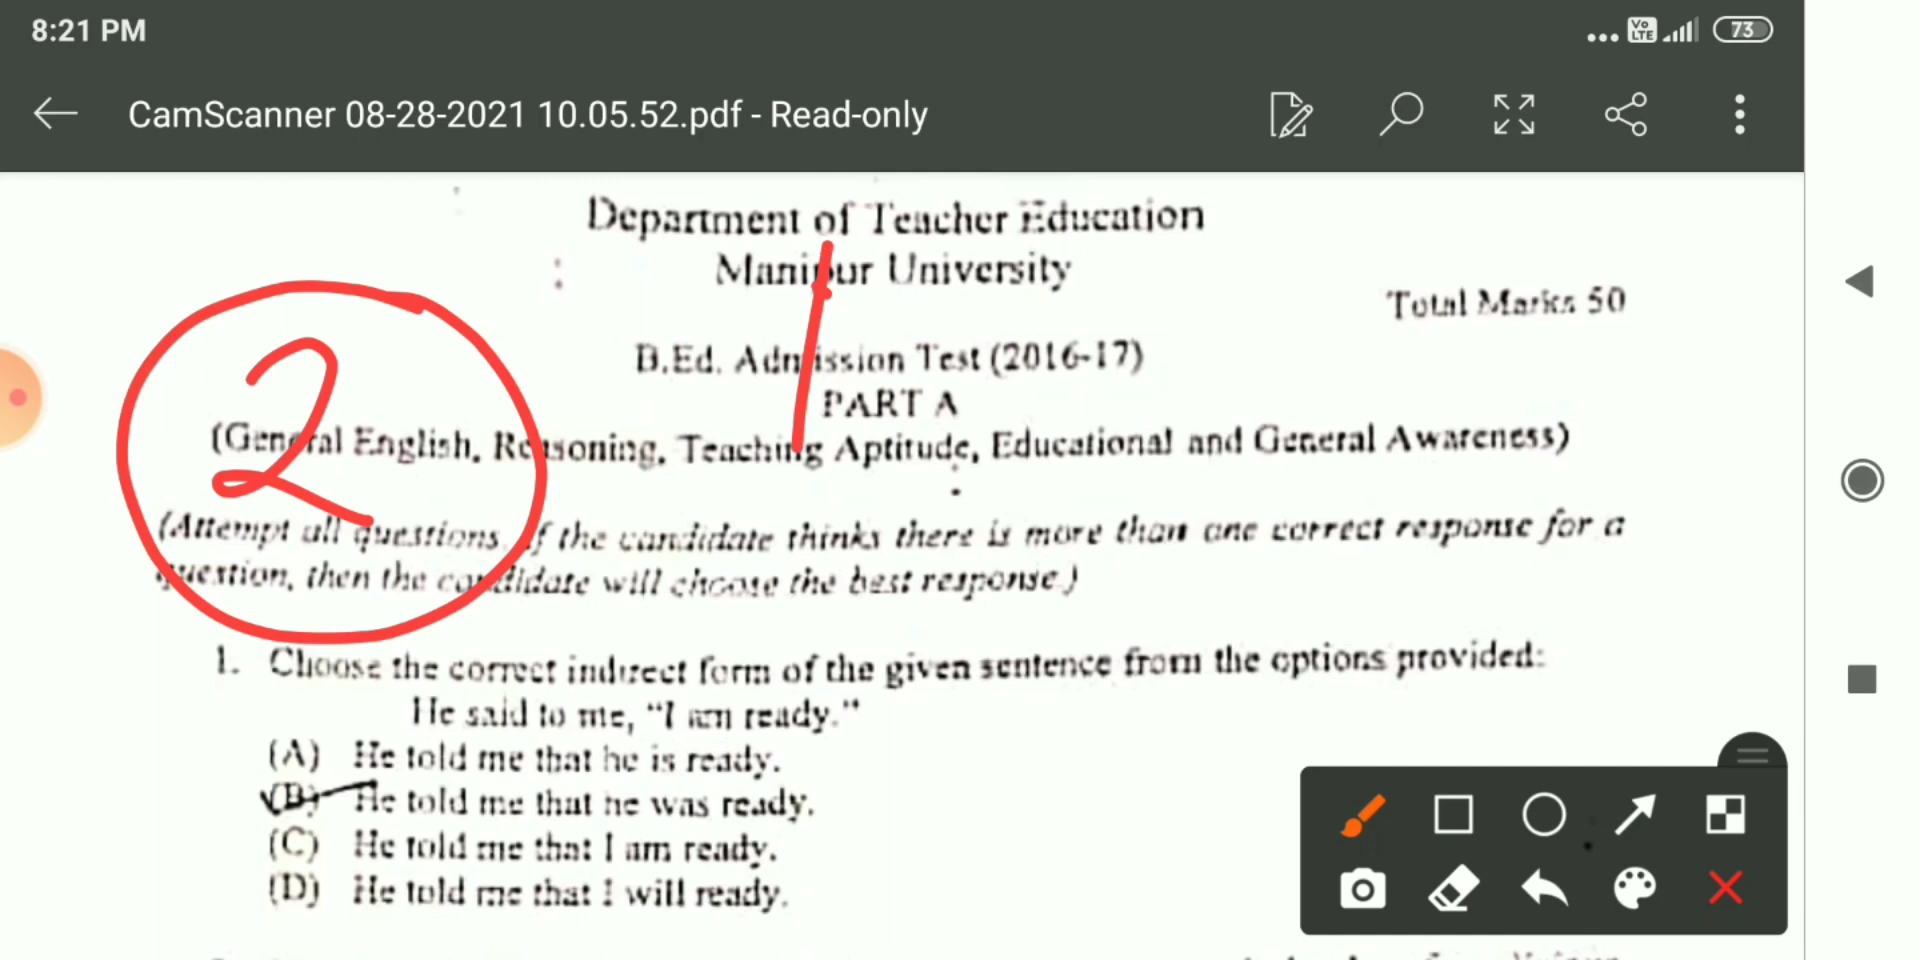 8:21 PM
Vo LTE
73
CamScanner 08-28-2021 10.05.52.pdf - Read-only
Department of Teacher Education
Manipur University
Total Marks 50
B.Ed. Admission Test (2016-17)
PART A
2
(General English, Reasoning, Teaching Aptitude, Educational and General Awareness)
(Attempt all questions. If the candidate thinks there is more than one correct response for a
question, then the candidate will choose the best response.)
1. Choose the correct indirect form of the given sentence from the options provided:
He said to me, “I am ready.”
(A) He told me that he is ready.
(B) He told me that he was ready.
(C) He told me that I am ready.
(D) He told me that I will ready.